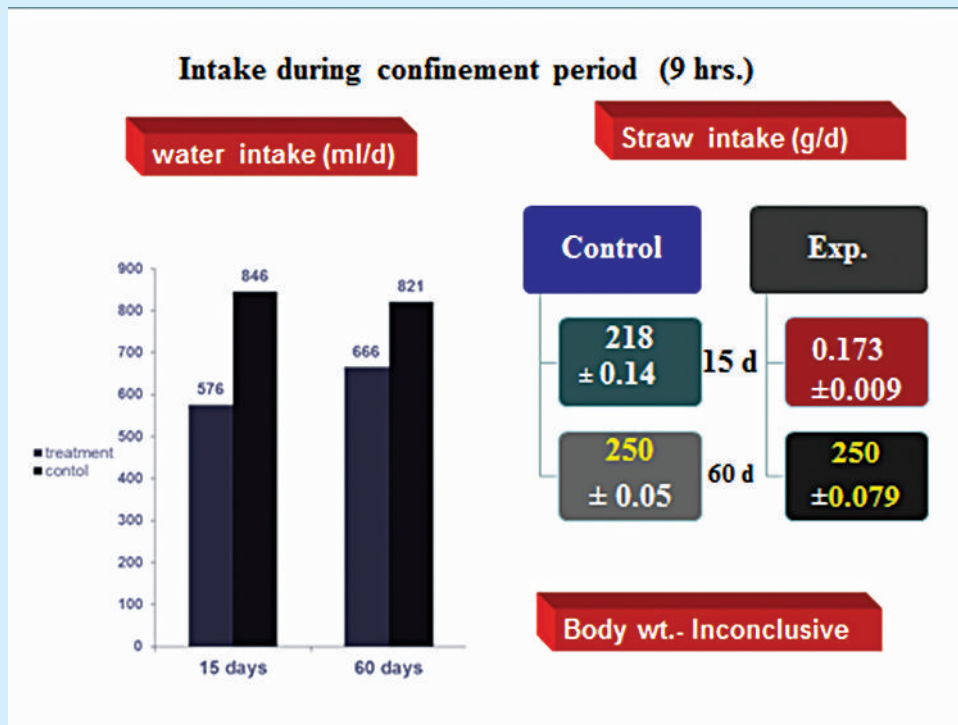 Intake during confinement period (9 hrs.)
water intake (ml/d)
900
800
700
600
500
400
300
200
100
0
576
846
666
821
treatment
contol
15 days
60 days
Straw intake (g/d)
Control
Exp.
218
± 0.14
15 d
0.173
±0.009
250
± 0.05
60 d
250
±0.079
Body wt.- Inconclusive